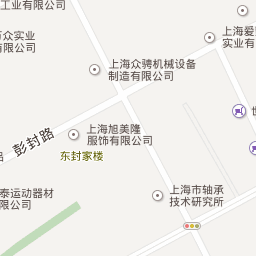 工业有限公司
万众实业
有限公司
上海众骋机械设备
制造有限公司
上海爱
实业有
上海旭美隆
服饰有限公司
彭封路
东封家楼
泰运动器材
限公司
上海市轴承
技术研究所
世